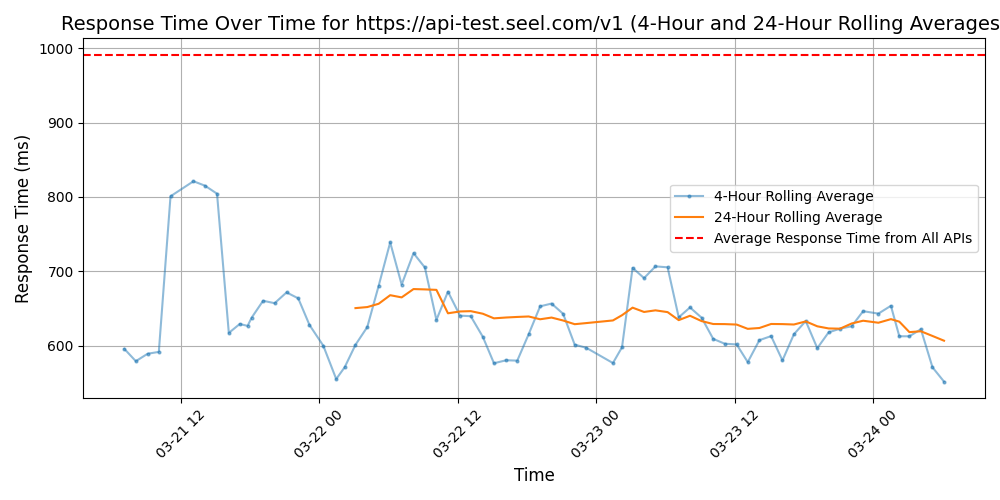 Response Time Over Time for https://api-test.seel.com/v1 (4-Hour and 24-Hour Rolling Averages
1000
900
800
700
600
Response Time (ms)
4-Hour Rolling Average
24-Hour Rolling Average
Average Response Time from All APIs
03-21 12
03-22 00
03-22 12
03-23 00
03-23 12
03-24 00
Time